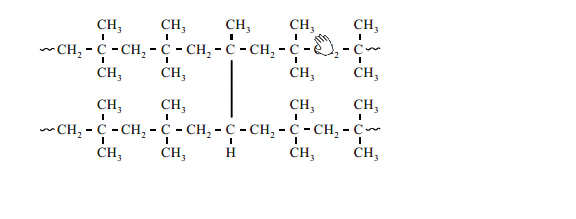 CH₃ CH₃ CH₃ CH₃ CH₃
~CH₂ - C - CH₂ - C - CH₂ - C - CH₂ - C - ₂ - C~
CH₃ CH₃ CH₃ CH₃
CH₃ CH₃ CH₃ CH₃
~CH₂ - C - CH₂ - C - CH₂ - C - CH₂ - C - CH₂ - C~
CH₃ CH₃ H CH₃ CH₃